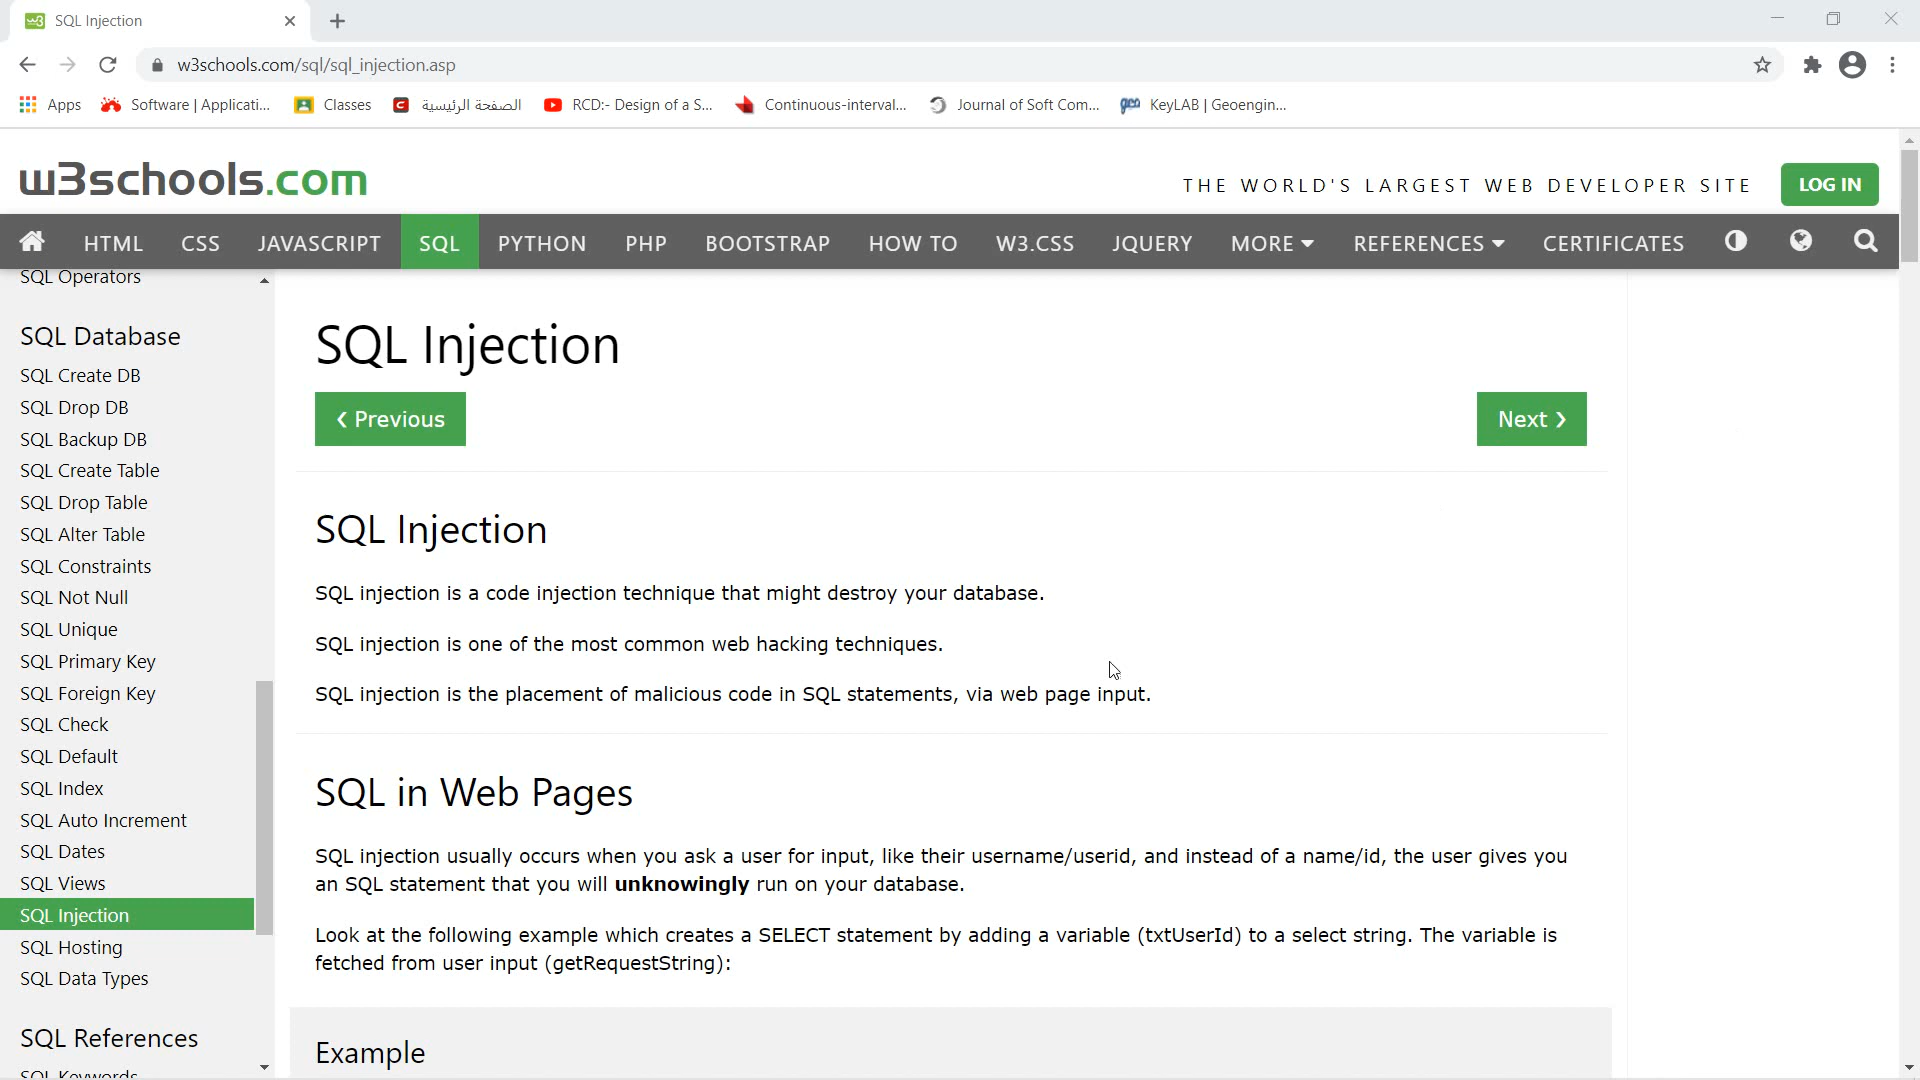 SQL Injection
w3schools.com/sql/sql_injection.asp
Apps
Software | Applicati...
Classes
الصفحة الرئيسية
RCD:- Design of a S...
Continuous-interval...
Journal of Soft Com...
KeyLAB | Geoengin...
w3schools.com
THE WORLD'S LARGEST WEB DEVELOPER SITE
LOG IN
HTML
CSS
JAVASCRIPT
SQL
PYTHON
PHP
BOOTSTRAP
HOW TO
W3.CSS
JQUERY
MORE
REFERENCES
CERTIFICATES
SQL Operators
SQL Database
SQL Create DB
SQL Drop DB
SQL Backup DB
SQL Create Table
SQL Drop Table
SQL Alter Table
SQL Constraints
SQL Not Null
SQL Unique
SQL Primary Key
SQL Foreign Key
SQL Check
SQL Default
SQL Index
SQL Auto Increment
SQL Dates
SQL Views
SQL Injection
SQL Hosting
SQL Data Types
SQL References
SQL Keywords
SQL Injection
❮ Previous
Next ❯
SQL Injection
SQL injection is a code injection technique that might destroy your database.
SQL injection is one of the most common web hacking techniques.
SQL injection is the placement of malicious code in SQL statements, via web page input.
SQL in Web Pages
SQL injection usually occurs when you ask a user for input, like their username/userid, and instead of a name/id, the user gives you
an SQL statement that you will unknowingly run on your database.
Look at the following example which creates a SELECT statement by adding a variable (txtUserId) to a select string. The variable is
fetched from user input (getRequestString):
Example